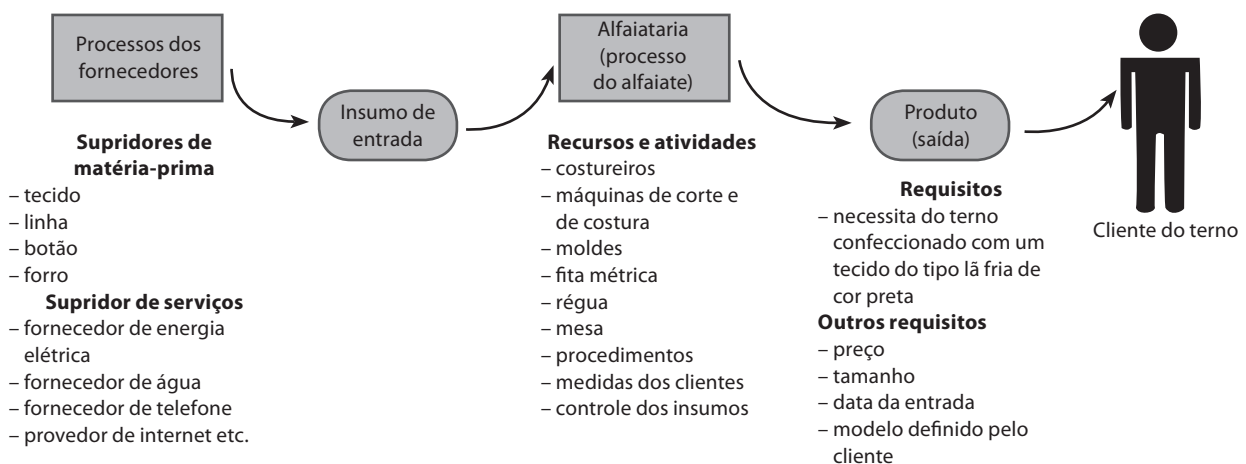 Processos dos
fornecedores
Insumo de
entrada
Alfaiataria
(processo
do alfaiate)
Produto
(saída)
Supridores de
matéria-prima
– tecido
– linha
– botão
– forro
Supridor de serviços
– fornecedor de energia
elétrica
– fornecedor de água
– fornecedor de telefone
– provedor de internet etc.
Recursos e atividades
– costureiros
– máquinas de corte e
de costura
– moldes
– fita métrica
– régua
– mesa
– procedimentos
– medidas dos clientes
– controle dos insumos
Requisitos
– necessita do terno
confeccionado com um
tecido do tipo lã fria de
cor preta
Outros requisitos
– preço
– tamanho
– data da entrada
– modelo definido pelo
cliente
Cliente do terno